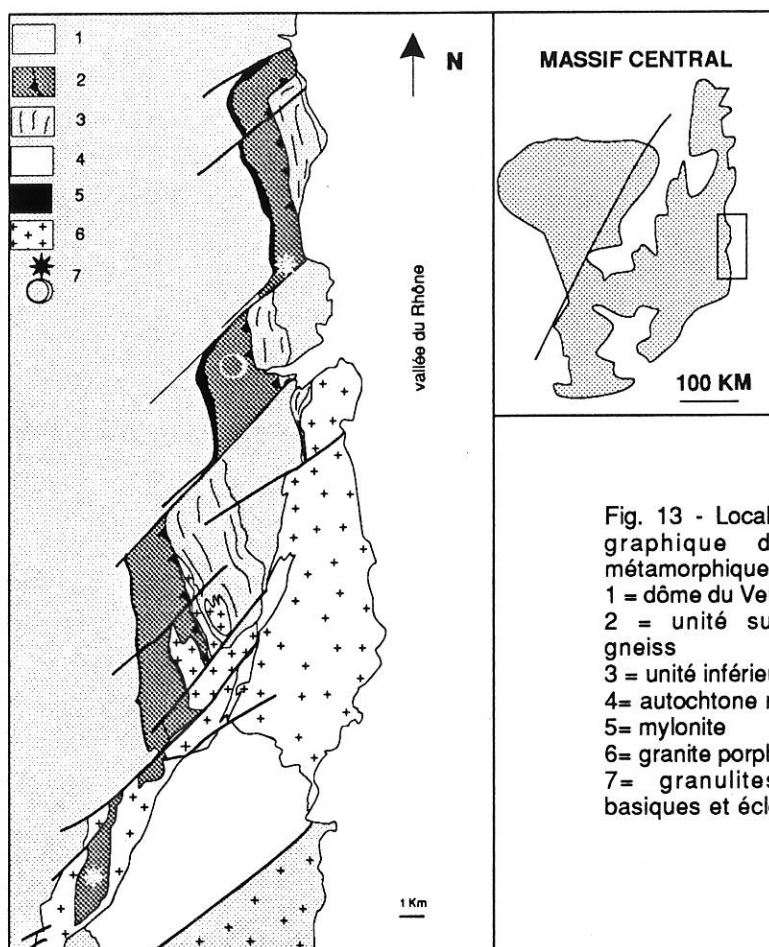 1
2
3
4
5
6
7
N
vallée du Rhône
1 Km
MASSIF CENTRAL
100 KM
Fig. 13 - Local
graphique d
métamorphique
1 = dôme du Ve
2 = unité su
gneiss
3 = unité inférieu
4= autochtone r
5= mylonite
6= granite porph
7= granulites
basiques et écl